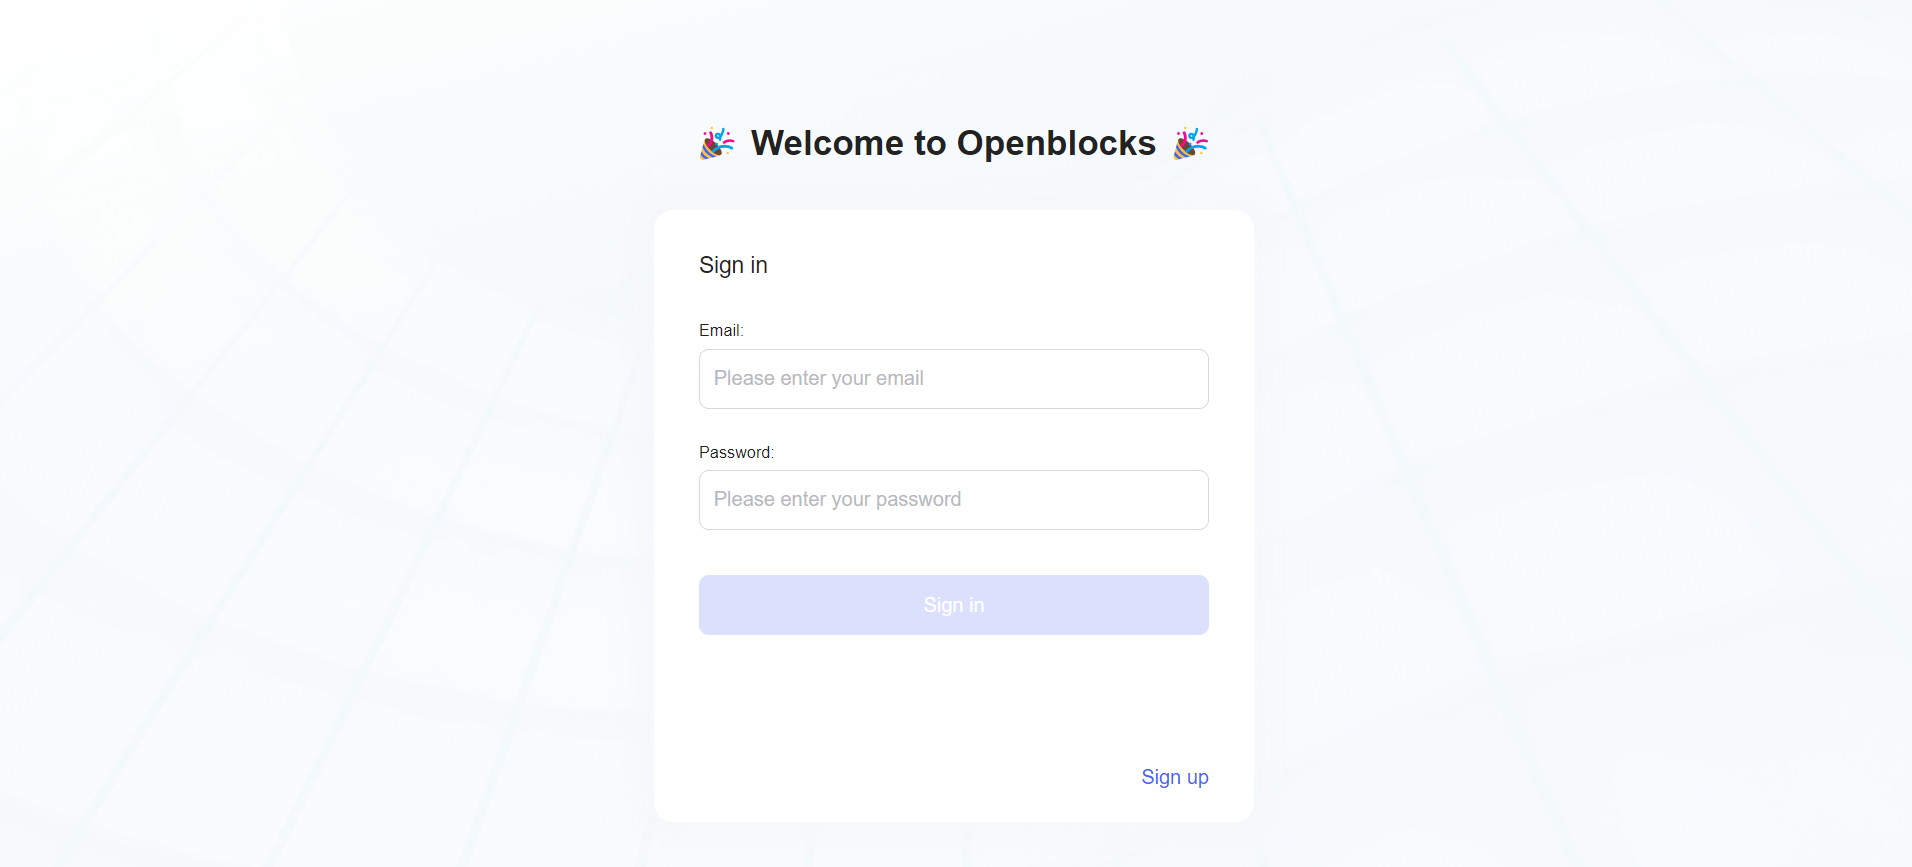 🎉 Welcome to Openblocks 🎉
Sign in
Email:
Please enter your email
Password:
Please enter your password
Sign in
Sign up